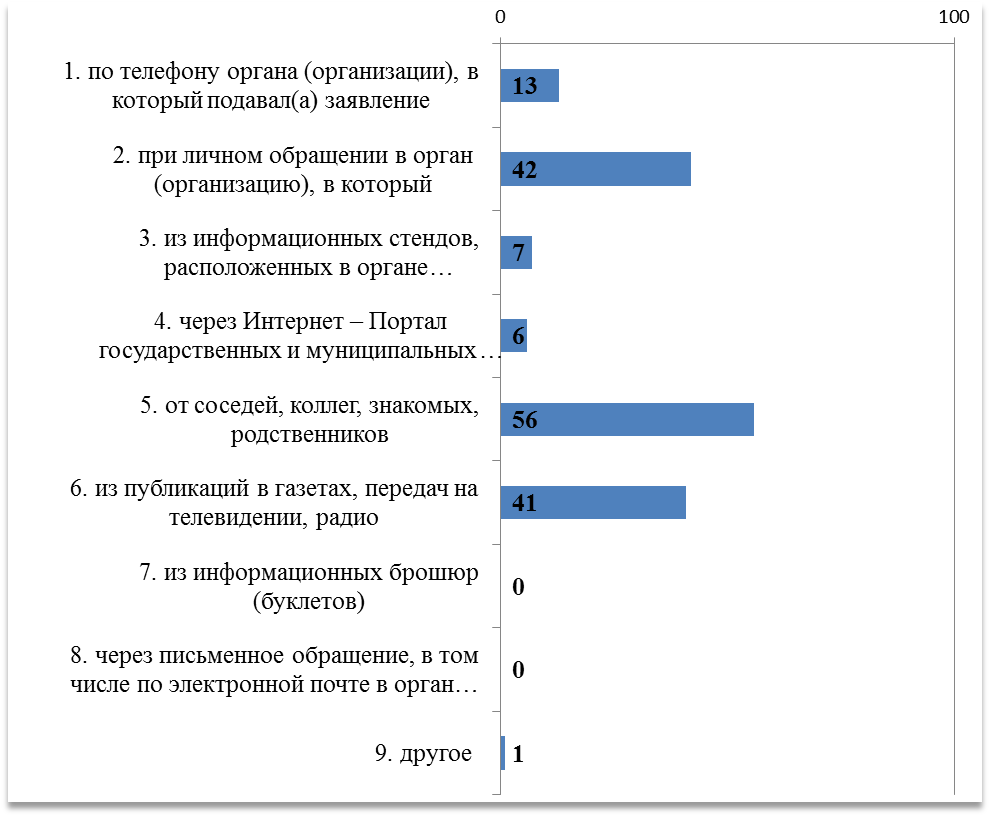 0 100
1. по телефону органа (организации), в
который подавал(а) заявление
13
2. при личном обращении в орган
(организацию), в который
42
3. из информационных стендов,
расположенных в органе…
7
4. через Интернет – Портал
государственных и муниципальных…
6
5. от соседей, коллег, знакомых,
родственников
56
6. из публикаций в газетах, передач на
телевидении, радио
41
7. из информационных брошюр
(буклетов)
0
8. через письменное обращение, в том
числе по электронной почте в орган…
0
9. другое
1